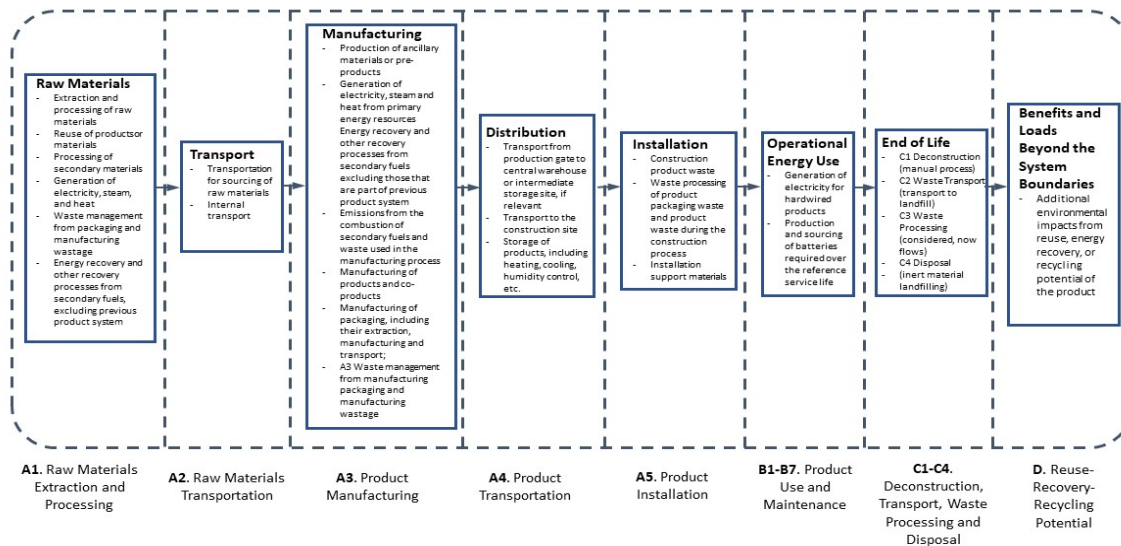 Raw Materials
- Extraction and
processing of raw
materials
- Reuse of productsor
materials
- Processing of
secondary materials
- Generation of
electricity, steam,
and heat
- Waste management
from packaging and
manufacturing
wastage
- Energy recovery and
other recovery
processes from
secondary fuels,
excluding previous
product system
Transport
- Transportation
for sourcing of
raw materials
- Internal
transport
Manufacturing
- Production of ancillary
materials or pre-
products
- Generation of
electricity, steam and
heat from primary
energy resources
Energy recovery and
other recovery
processes from
secondary fuels
excluding those that
are part of previous
product system
- Emissions from the
combustion of
secondary fuels and
waste used in the
manufacturing process
- Manufacturing of
products and co-
products
- Manufacturing of
packaging, including
their extraction,
manufacturing and
transport;
- A3 Waste management
from manufacturing
packaging and
manufacturing
wastage
Distribution
- Transport from
production gate to
central warehouse
or intermediate
storage site, if
relevant
- Transport to the
construction site
- Storage of
products, including
heating, cooling,
humidity control,
etc.
Installation
- Construction
product waste
- Waste processing
of product
packaging waste
and product
waste during the
construction
process
- Installation
support materials
Operational
Energy Use
- Generation of
electricity for
hardwired
products
- Production
and sourcing
of batteries
required over
the reference
service life
End of Life
- C1 Deconstruction
(manual process)
- C2 Waste Transport
(transport to
landfill)
- C3 Waste
Processing
(considered, now
flows)
- C4 Disposal
- (inert material
landfilling)
Benefits and
Loads
Beyond the
System
Boundaries
- Additional
environmental
impacts from
reuse, energy
recovery, or
recycling
potential of
the product
A1. Raw Materials
Extraction and
Processing
A2. Raw Materials
Transportation
A3. Product
Manufacturing
A4. Product
Transportation
A5. Product
Installation
B1-B7. Product
Use and
Maintenance
C1-C4.
Deconstruction,
Transport, Waste
Processing and
Disposal
D. Reuse-
Recovery-
Recycling
Potential